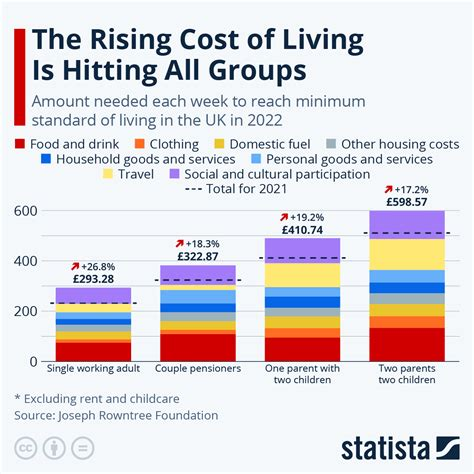 The Rising Cost of Living
Is Hitting All Groups
Amount needed each week to reach minimum
standard of living in the UK in 2022
Food and drink Clothing Domestic fuel Other housing costs
Household goods and services Personal goods and services
Travel Social and cultural participation
Total for 2021
+17.2%
£598.57
+19.2%
£410.74
+18.3%
£322.87
+26.8%
£293.28
600
400
200
0
Single working adult
Couple pensioners
One parent with
two children
Two parents
two children
* Excluding rent and childcare
Source: Joseph Rowntree Foundation
cc
statista